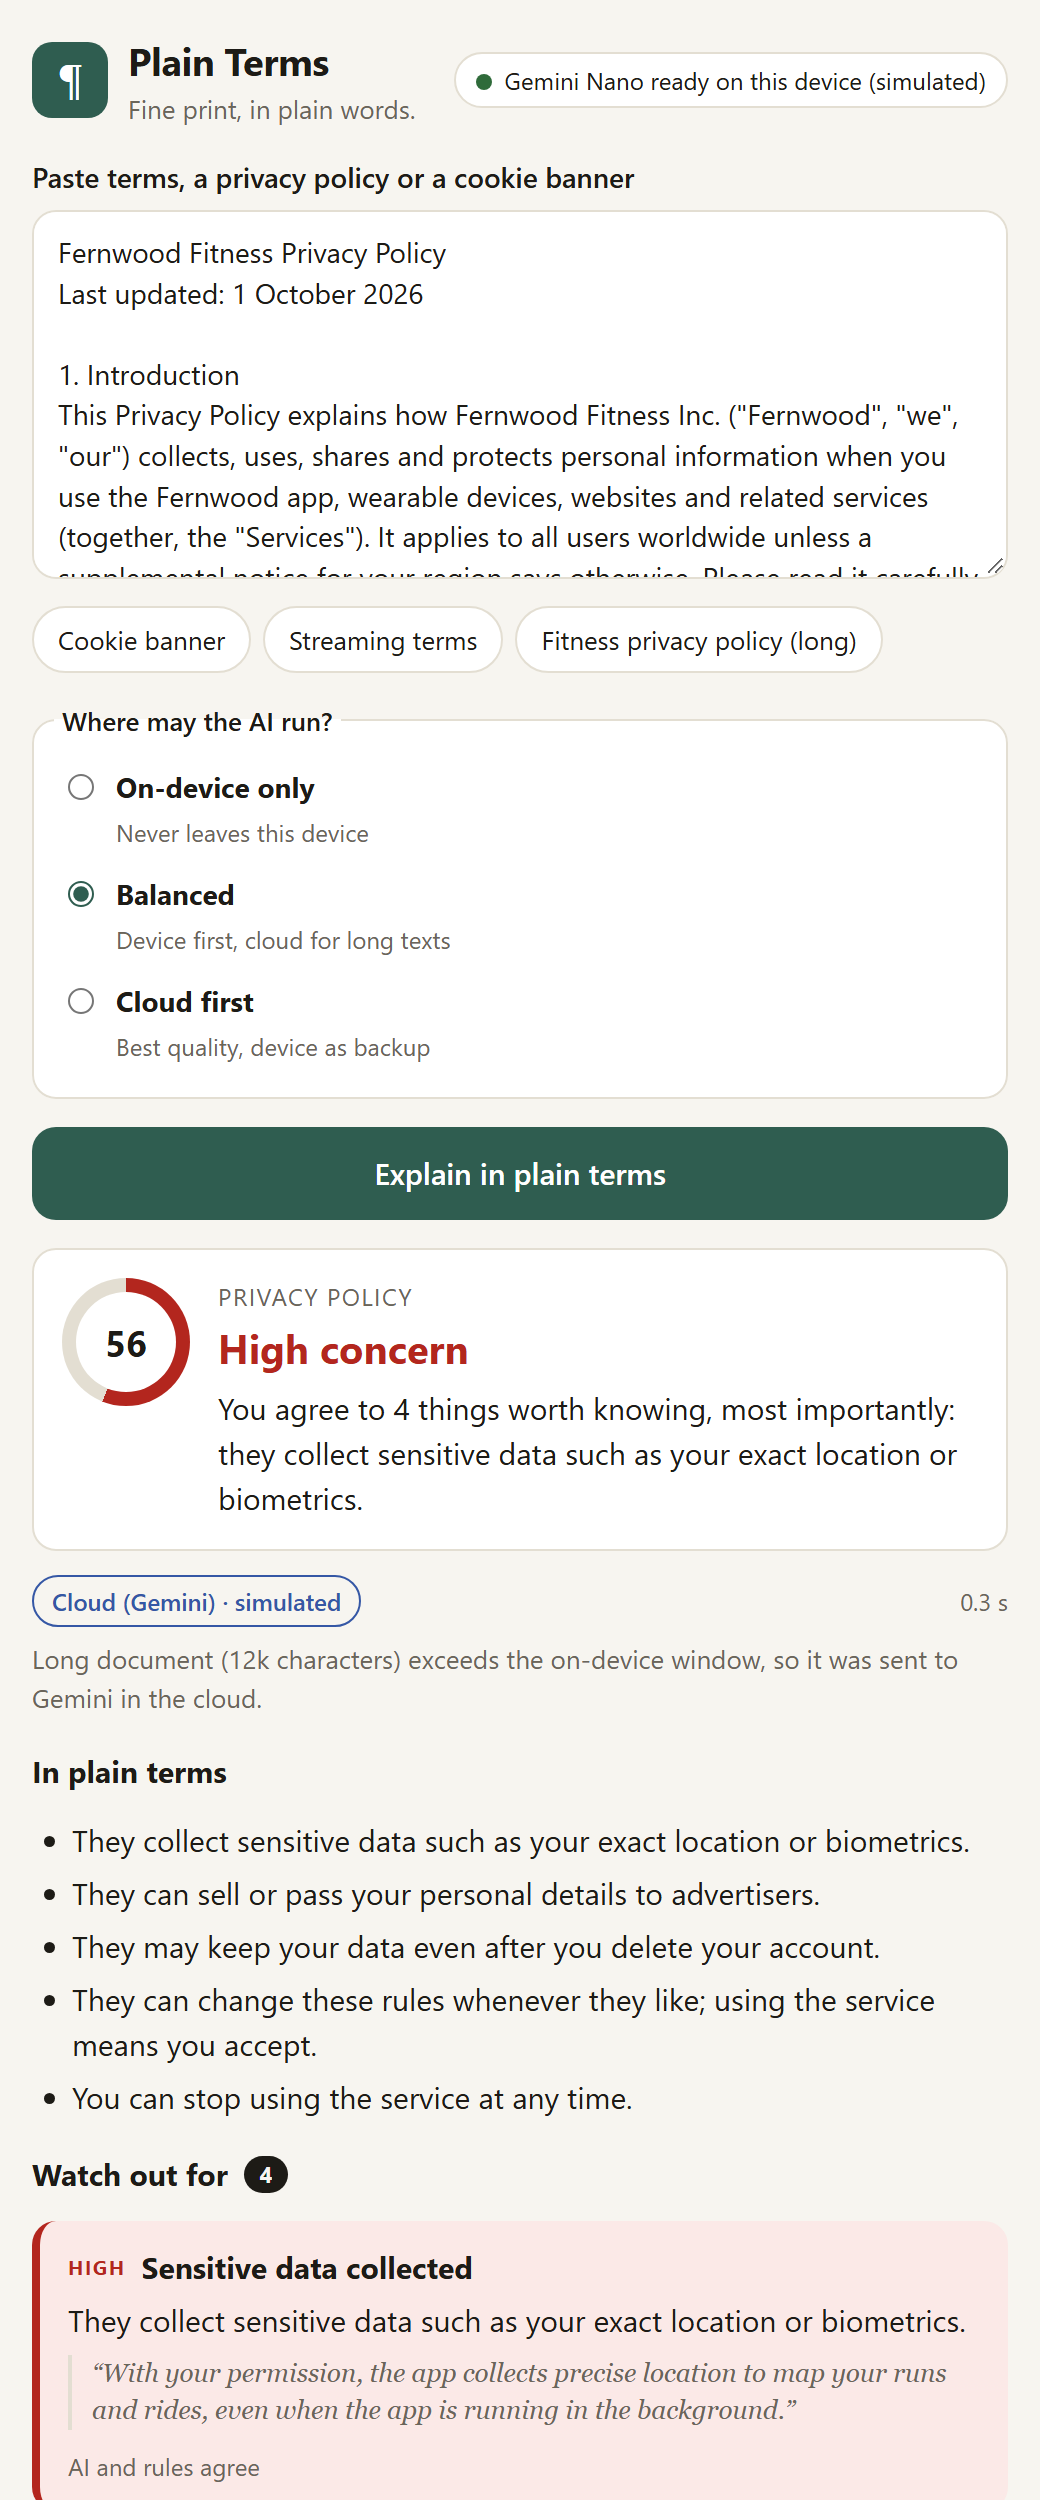 ¶
Plain Terms
Fine print, in plain words.
Gemini Nano ready on this device (simulated)
Paste terms, a privacy policy or a cookie banner
Fernwood Fitness Privacy Policy
Last updated: 1 October 2026
1. Introduction
This Privacy Policy explains how Fernwood Fitness Inc. ("Fernwood", "we",
"our") collects, uses, shares and protects personal information when you
use the Fernwood app, wearable devices, websites and related services
(together, the "Services"). It applies to all users worldwide unless a
supplemental notice for your region says otherwise. Please read it carefully
Cookie banner
Streaming terms
Fitness privacy policy (long)
Where may the AI run?
On-device only
Never leaves this device
Balanced
Device first, cloud for long texts
Cloud first
Best quality, device as backup
Explain in plain terms
56
PRIVACY POLICY
High concern
You agree to 4 things worth knowing, most importantly:
they collect sensitive data such as your exact location or
biometrics.
Cloud (Gemini) · simulated
0.3 s
Long document (12k characters) exceeds the on-device window, so it was sent to
Gemini in the cloud.
In plain terms
• They collect sensitive data such as your exact location or biometrics.
• They can sell or pass your personal details to advertisers.
• They may keep your data even after you delete your account.
• They can change these rules whenever they like; using the service
means you accept.
• You can stop using the service at any time.
Watch out for 4
HIGH Sensitive data collected
They collect sensitive data such as your exact location or biometrics.
“With your permission, the app collects precise location to map your runs
and rides, even when the app is running in the background.”
AI and rules agree